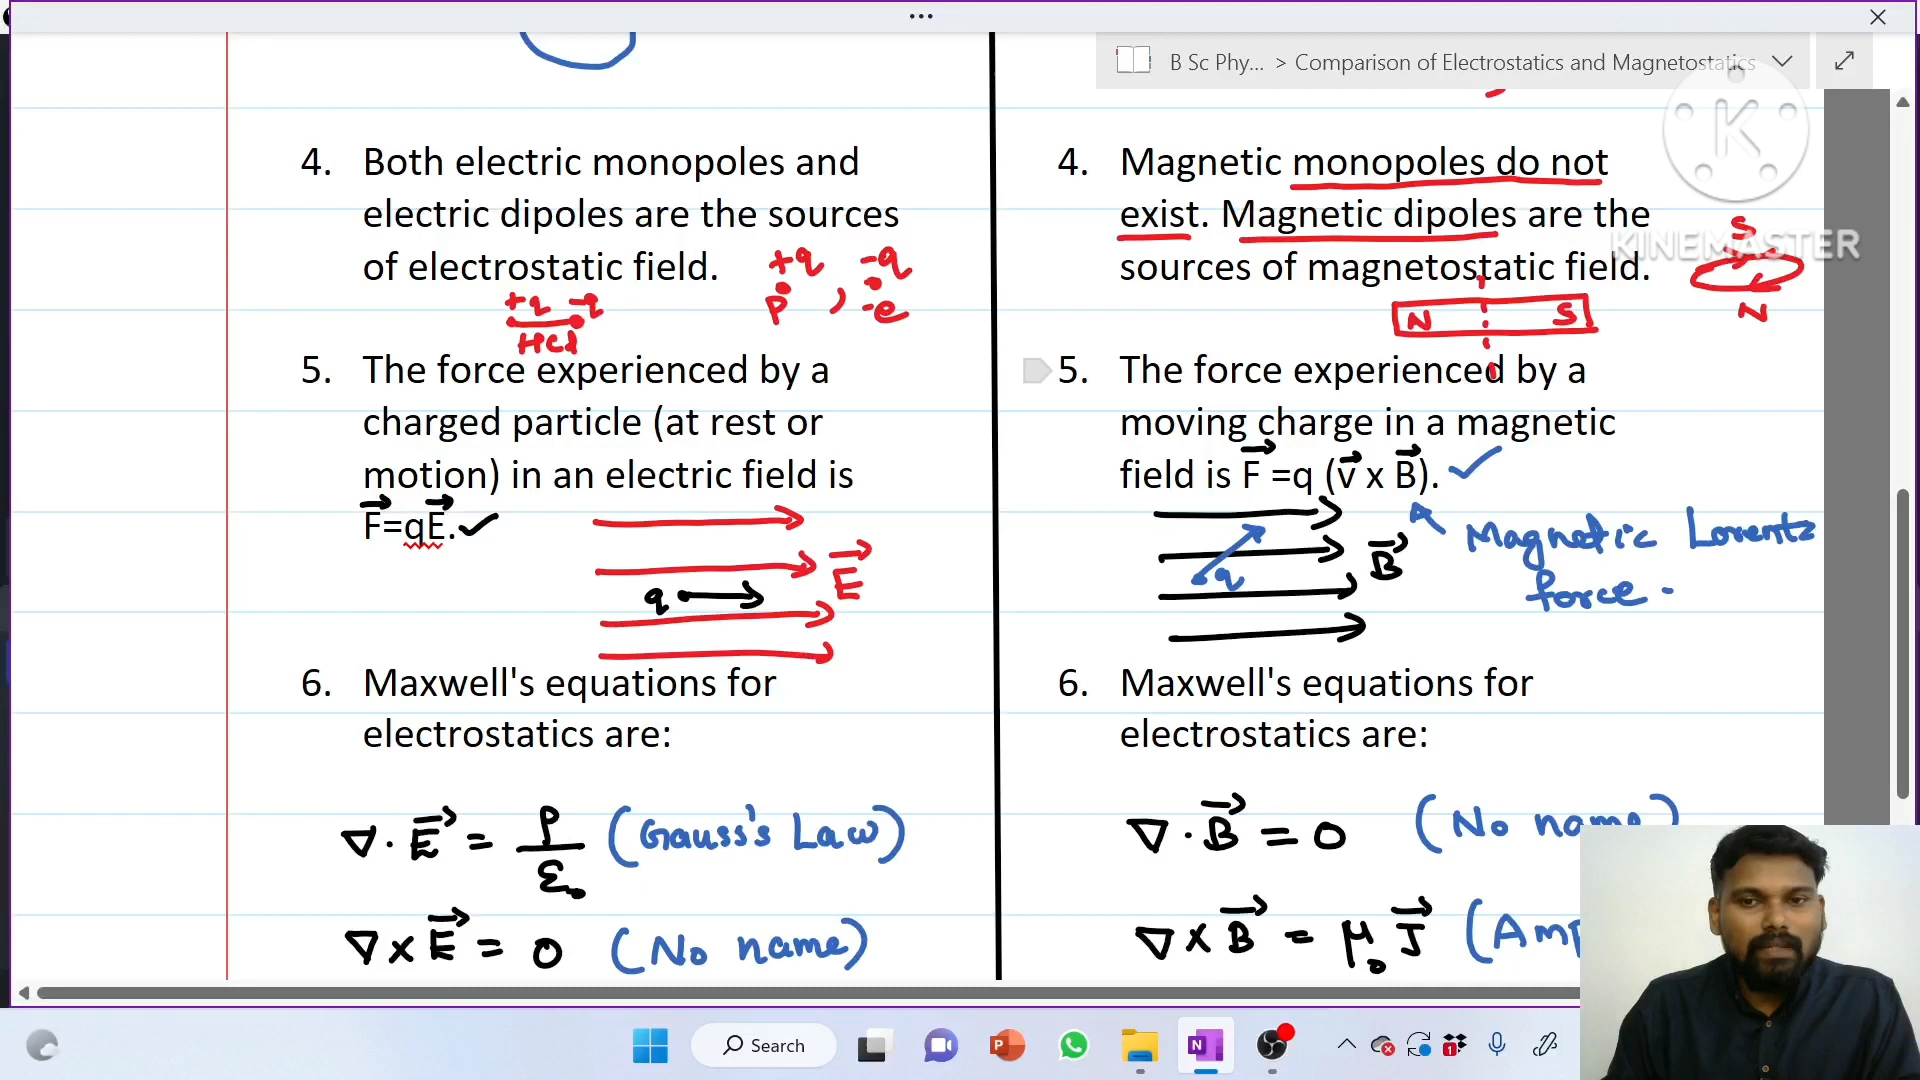 B Sc Phy... > Comparison of Electrostatics and Magnetostatics
K
KINEMASTER
4. Both electric monopoles and
electric dipoles are the sources
of electrostatic field.
+q -q
P , -e
+q -q
HCl
5. The force experienced by a
charged particle (at rest or
motion) in an electric field is
F=qE.
E
q
6. Maxwell's equations for
electrostatics are:
∇ · E = ρ / ε0 (Gauss's Law)
∇ x E = 0 (No name)
4. Magnetic monopoles do not
exist. Magnetic dipoles are the
sources of magnetostatic field.
S
N
N S
5. The force experienced by a
moving charge in a magnetic
field is F =q (v x B).
Magnetic Lorentz
force
B
q
6. Maxwell's equations for
electrostatics are:
∇ · B = 0 (No name)
∇ x B = μ0 J (Amp
Search